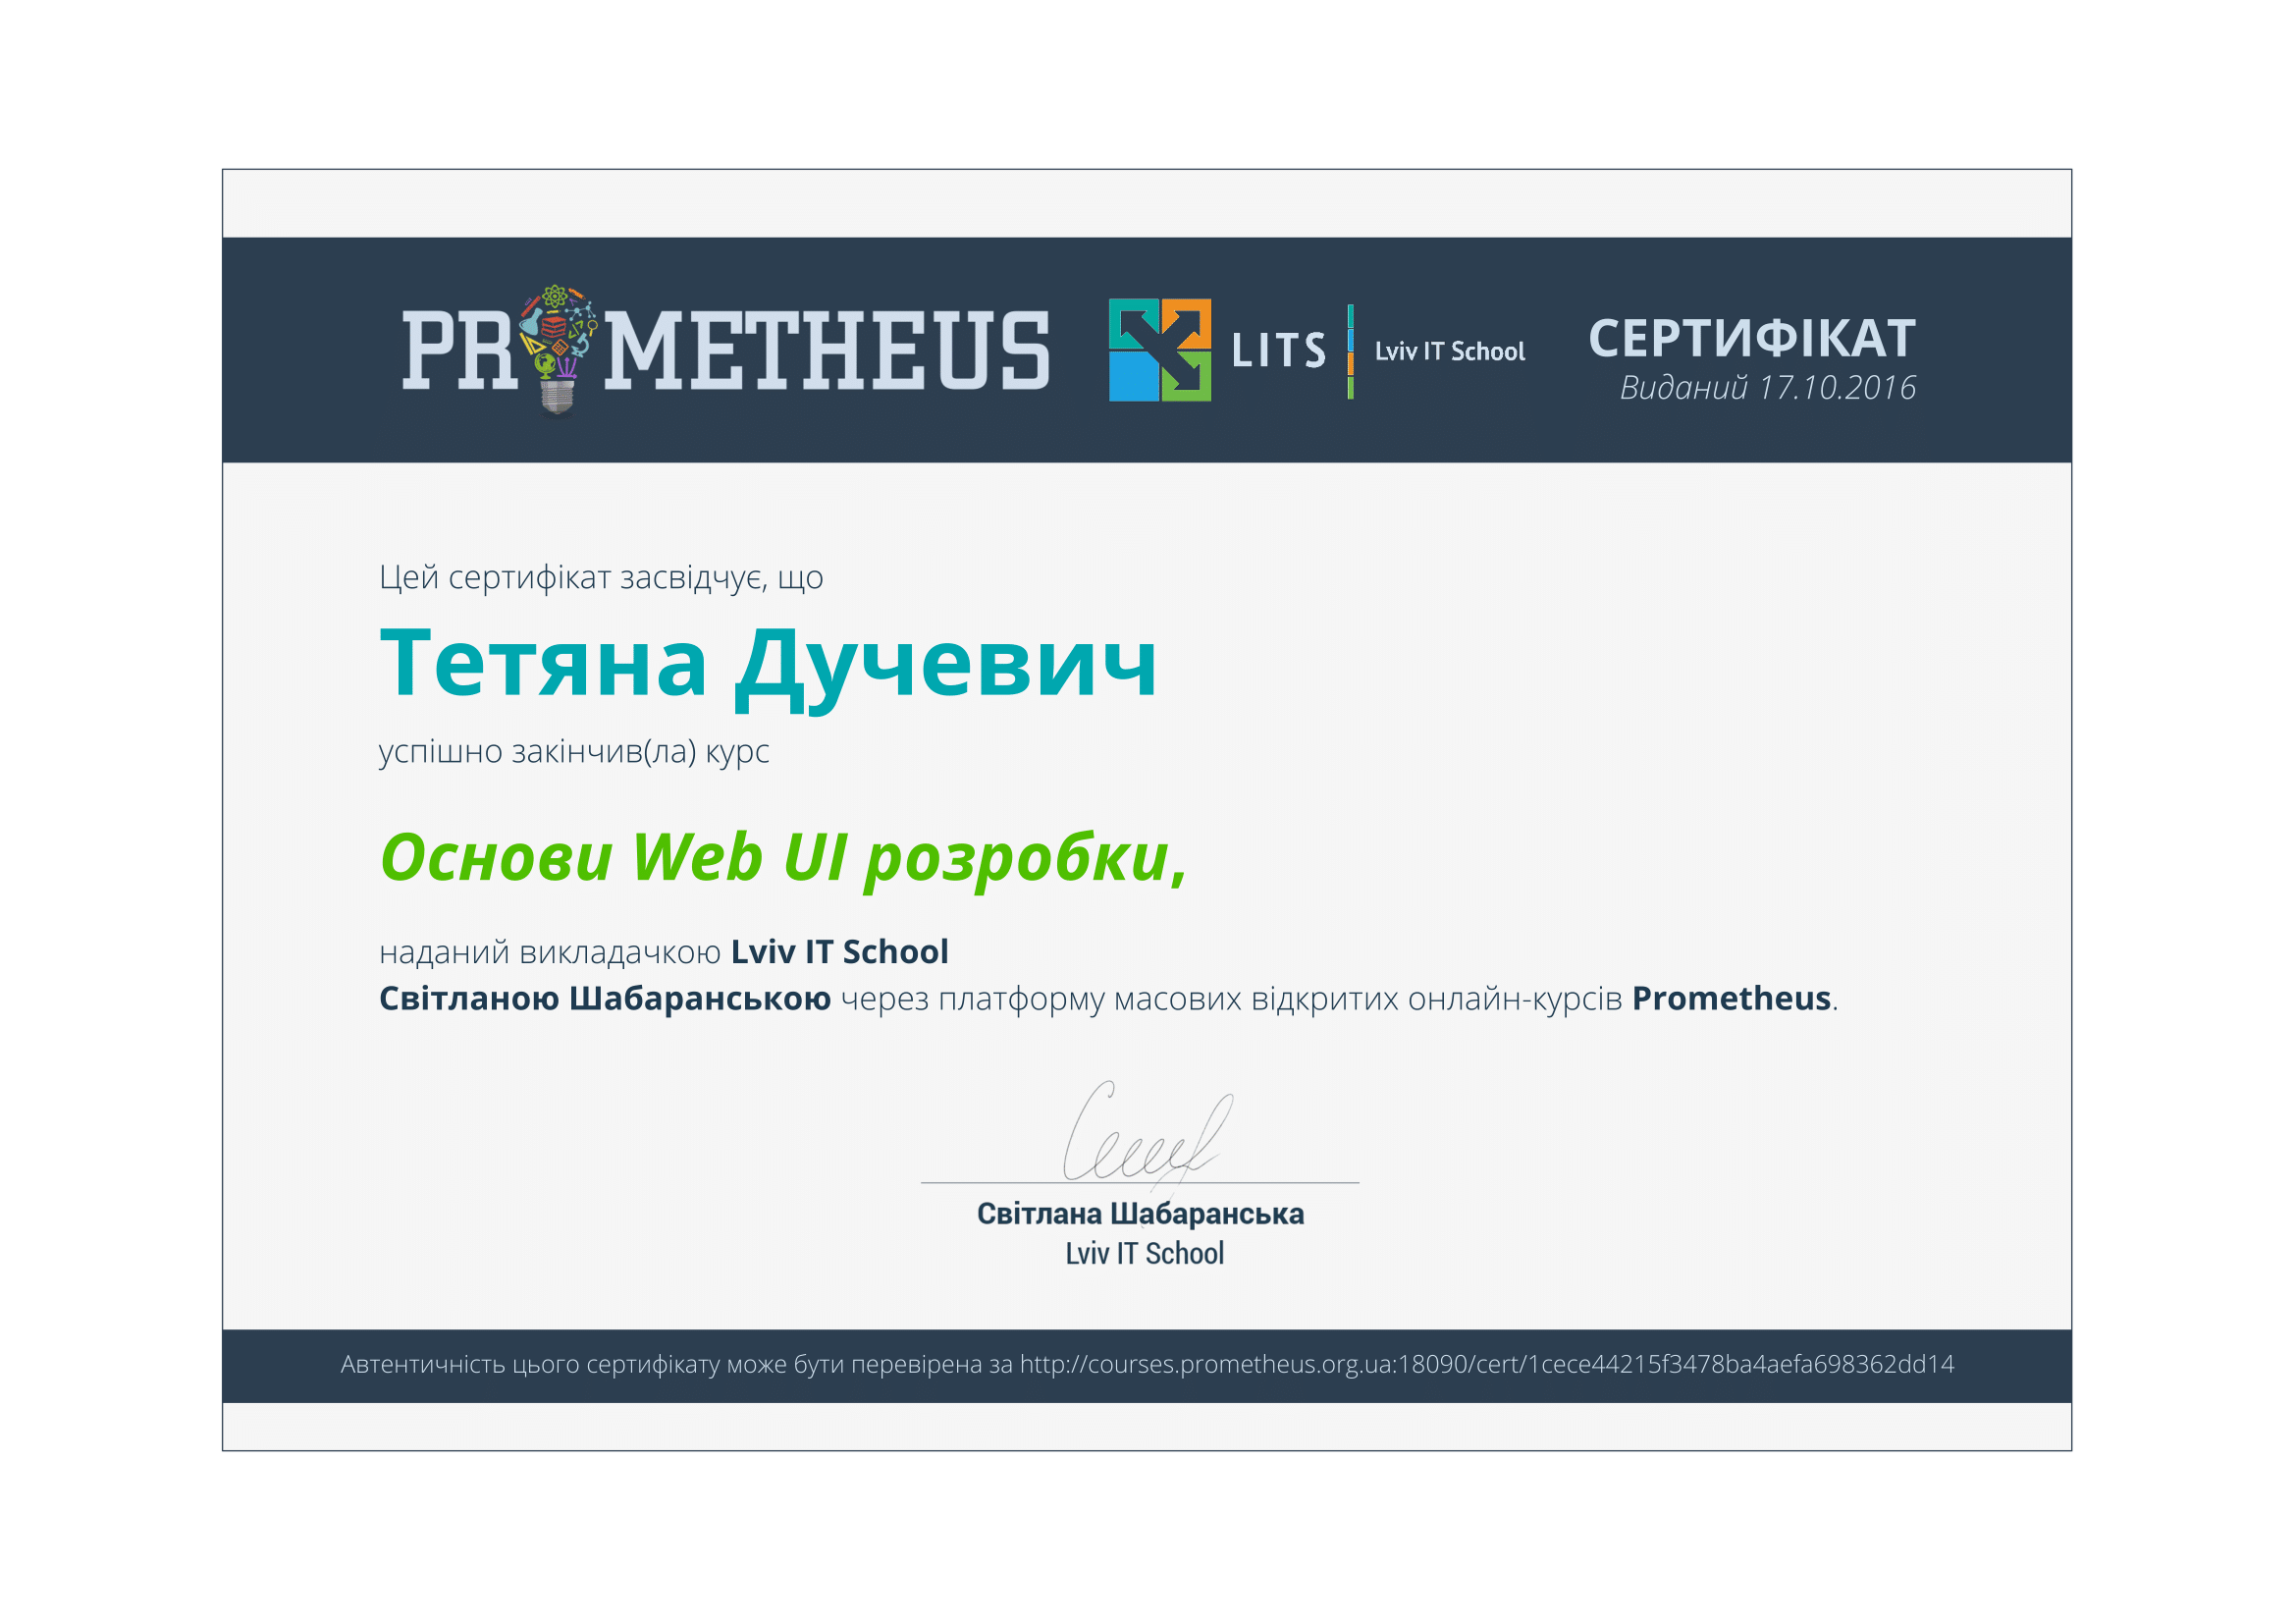 PROMETHEUS
LITS
Lviv IT School
СЕРТИФІКАТ
Виданий 17.10.2016
Цей сертифікат засвідчує, що
Тетяна Дучевич
успішно закінчив(ла) курс
Основи Web UI розробки,
наданий викладачкою Lviv IT School
Світланою Шабаранською через платформу масових відкритих онлайн-курсів Prometheus.
Світлана Шабаранська
Lviv IT School
Автентичність цього сертифікату може бути перевірена за http://courses.prometheus.org.ua:18090/cert/1cece44215f3478ba4aefa698362dd14